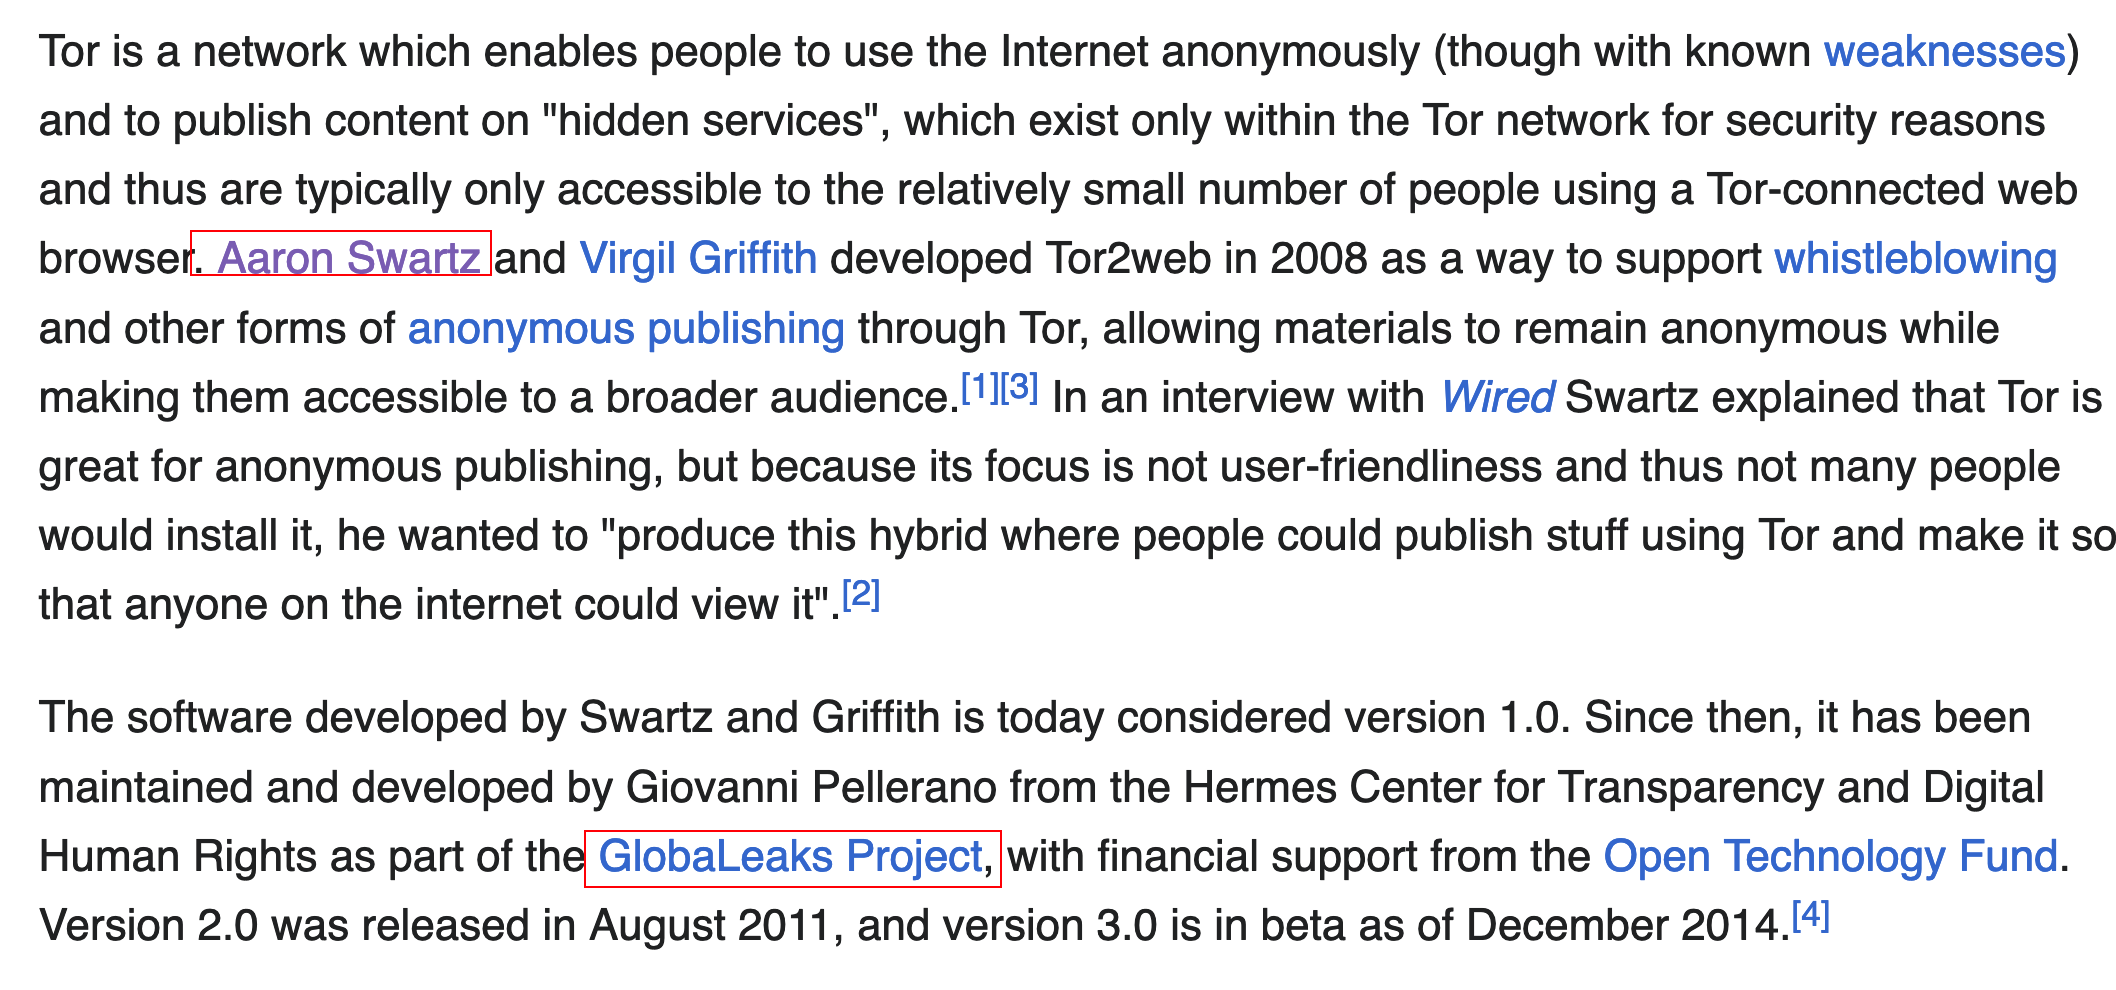 Tor is a network which enables people to use the Internet anonymously (though with known weaknesses)
and to publish content on "hidden services", which exist only within the Tor network for security reasons
and thus are typically only accessible to the relatively small number of people using a Tor-connected web
browser. Aaron Swartz and Virgil Griffith developed Tor2web in 2008 as a way to support whistleblowing
and other forms of anonymous publishing through Tor, allowing materials to remain anonymous while
making them accessible to a broader audience.[1][3] In an interview with Wired Swartz explained that Tor is
great for anonymous publishing, but because its focus is not user-friendliness and thus not many people
would install it, he wanted to "produce this hybrid where people could publish stuff using Tor and make it so
that anyone on the internet could view it".[2]
The software developed by Swartz and Griffith is today considered version 1.0. Since then, it has been
maintained and developed by Giovanni Pellerano from the Hermes Center for Transparency and Digital
Human Rights as part of the GlobaLeaks Project, with financial support from the Open Technology Fund.
Version 2.0 was released in August 2011, and version 3.0 is in beta as of December 2014.[4]